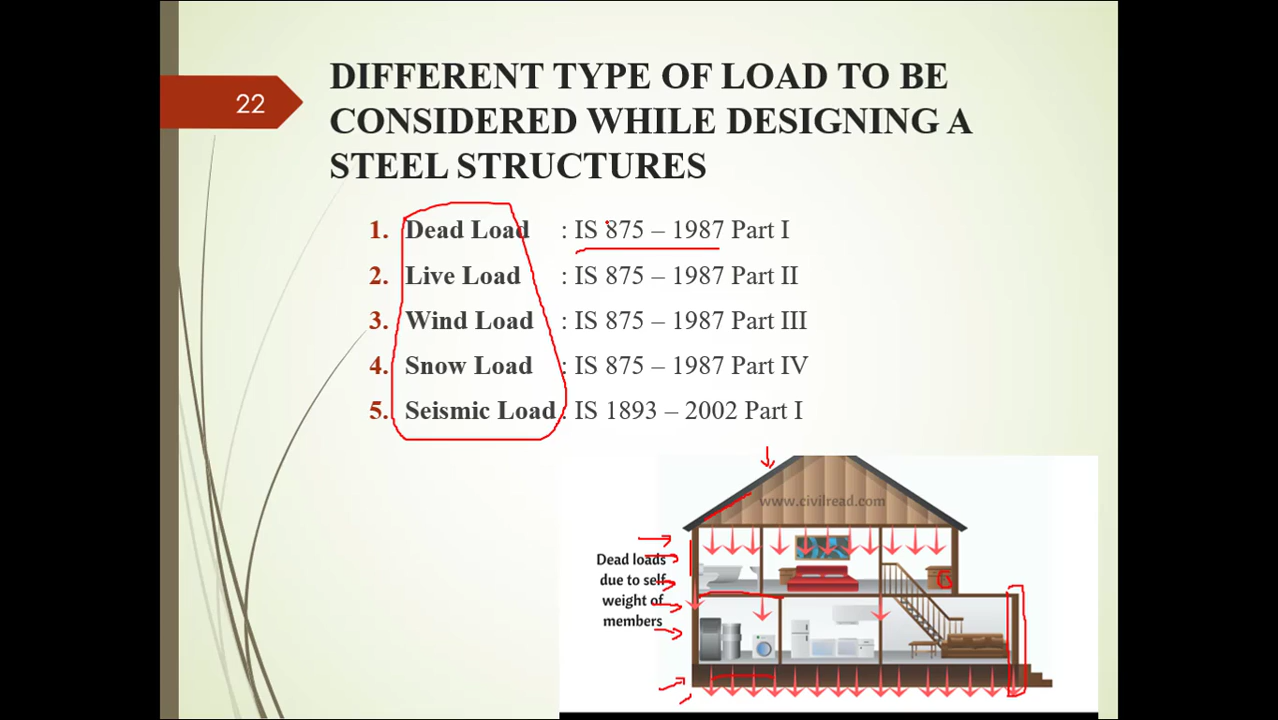 22
DIFFERENT TYPE OF LOAD TO BE
CONSIDERED WHILE DESIGNING A
STEEL STRUCTURES
1. Dead Load : IS 875 – 1987 Part I
2. Live Load : IS 875 – 1987 Part II
3. Wind Load : IS 875 – 1987 Part III
4. Snow Load : IS 875 – 1987 Part IV
5. Seismic Load : IS 1893 – 2002 Part I
www.civilread.com
Dead loads
due to self
weight of
members